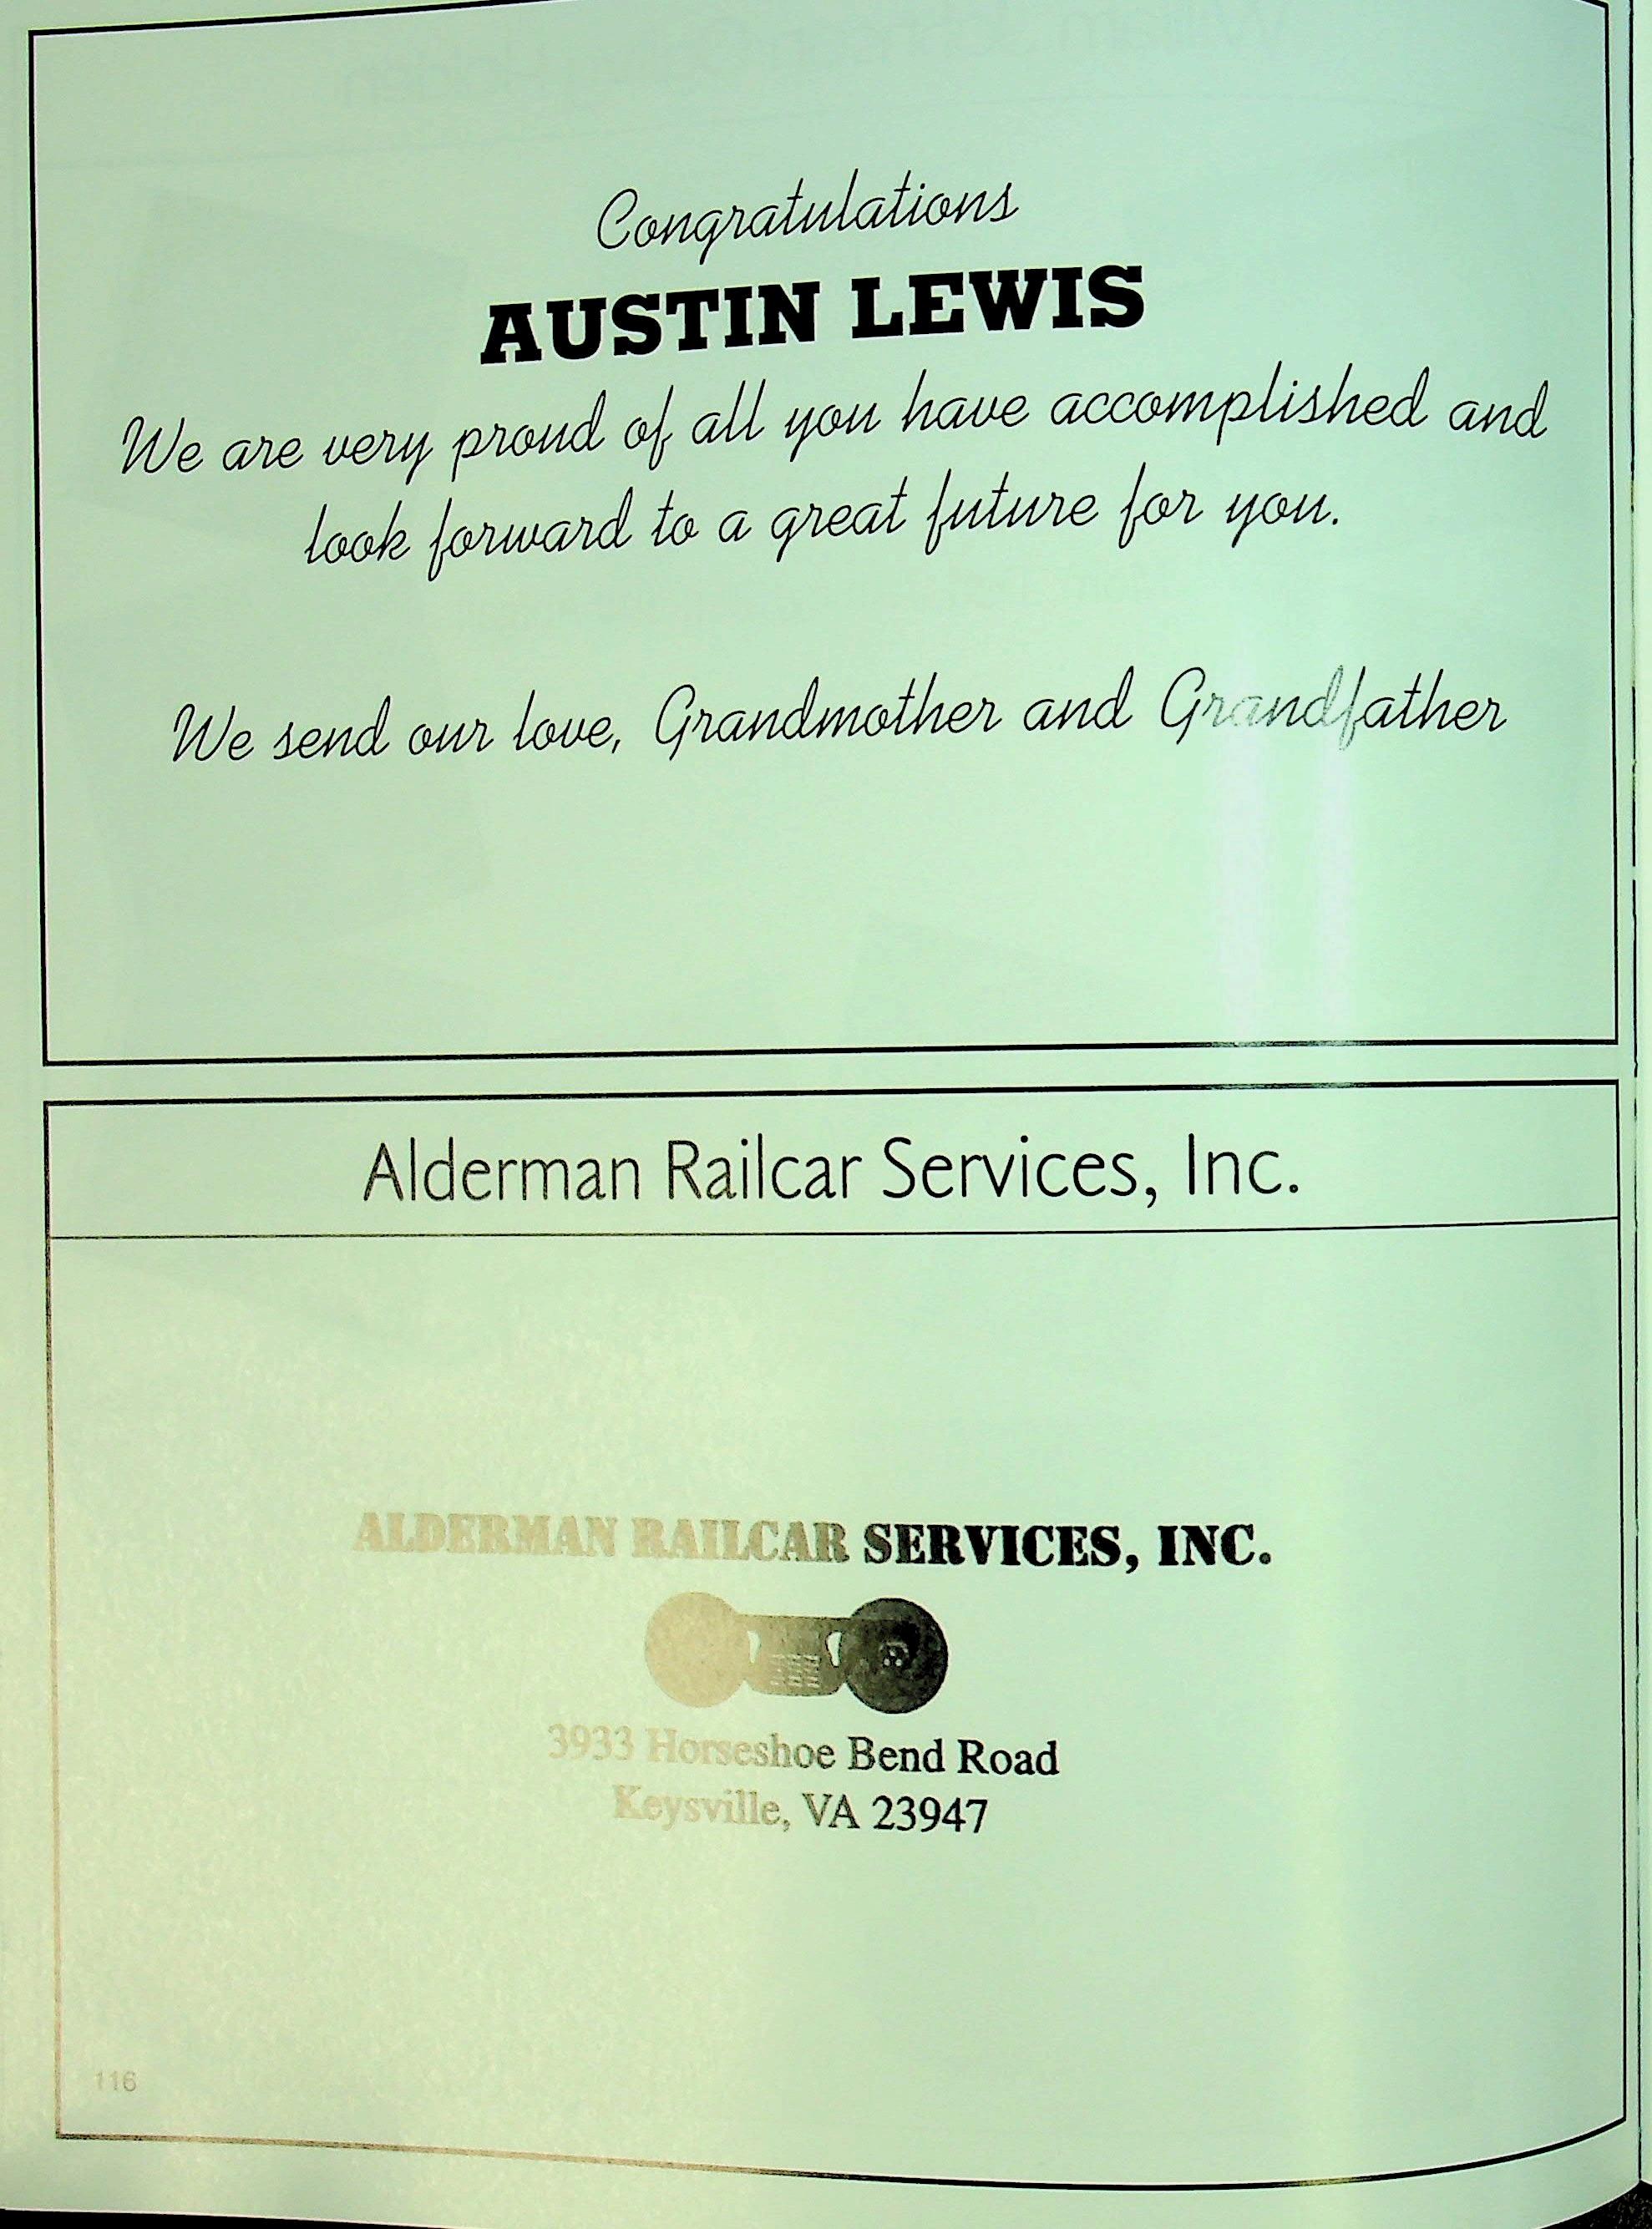 Congratulations
AUSTIN LEWIS
We are very proud of all you have accomplished and
look forward to a great future for you.
We send our love, Grandmother and Grandfather
Alderman Railcar Services, Inc.
ALDERMAN RAILCAR SERVICES, INC.
3933 Horseshoe Bend Road
Keysville, VA 23947
116